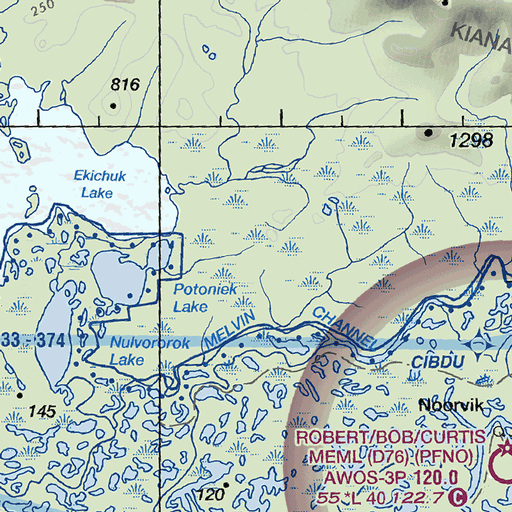 250
KIANA
816
1298
Ekichuk
Lake
Potoniek
Lake
MELVIN CHANNEL
33 - 374
Nulvororok
Lake
CIBDU
145
Noorvik
ROBERT/BOB/CURTIS
MEML (D76) (PFNO)
AWOS-3P 120.0
55 *L 40 122.7 C
120